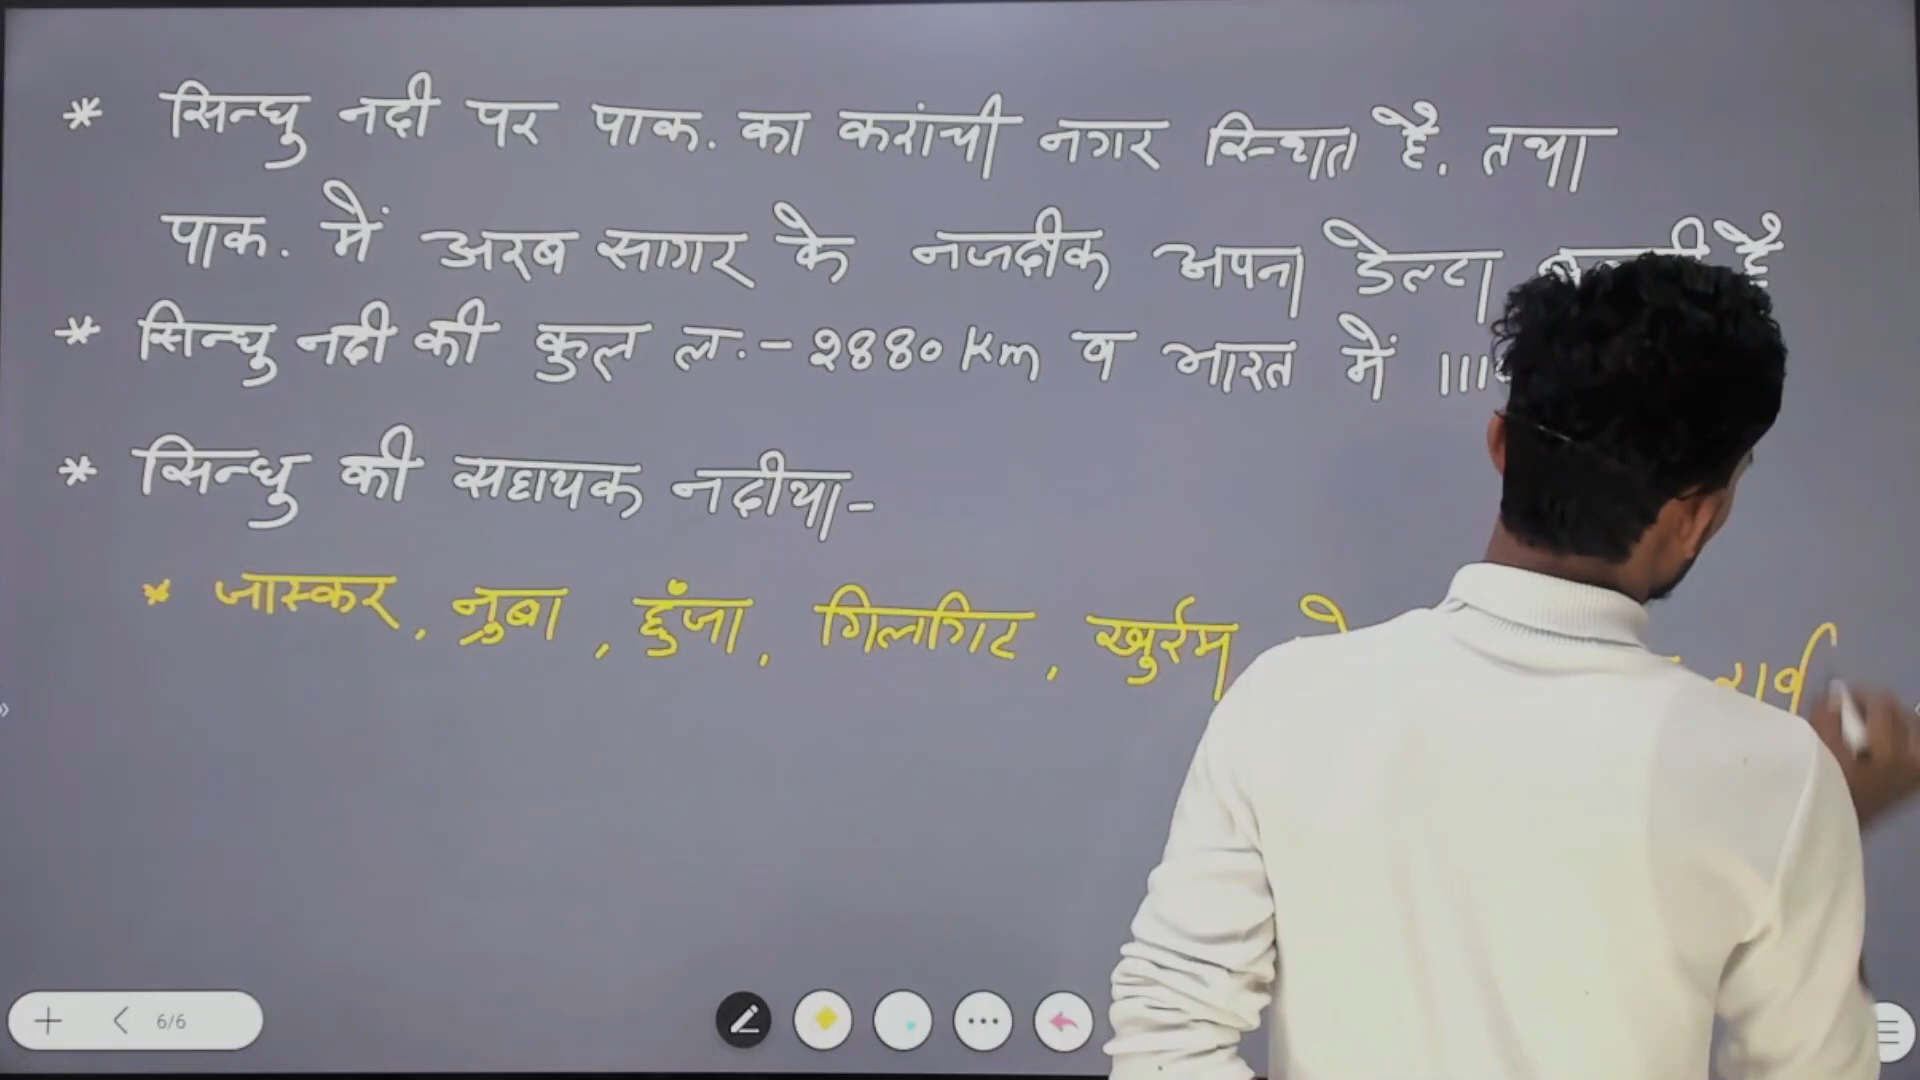 * सिन्धु नदी पर पाक. का करांची नगर स्थित है. तथा
पाक. में अरब सागर के नजदीक अपना डेल्टा है
* सिन्धु नदी की कुल ल.- 2880 Km व भारत में
* सिन्धु की सहायक नदीया-
* जास्कर, नुब्रा, हुँजा, गिलगिट, खुर्रम
6/6